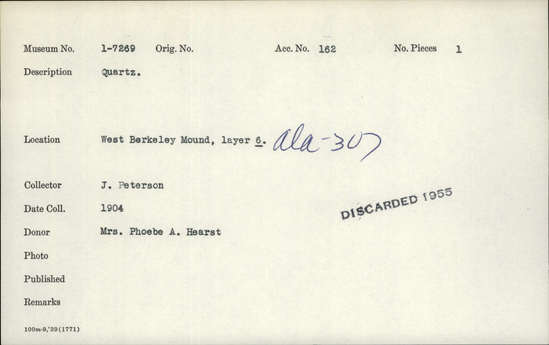 Museum No. 1-7269 Orig. No. Acc. No. 162 No. Pieces 1
Description Quartz.
Location West Berkeley Mound, layer 6. Ala-307
Collector J. Peterson
Date Coll. 1904
DISCARDED 1955
Donor Mrs. Phoebe A. Hearst
Photo
Published
Remarks
100m-9,'39(1771)